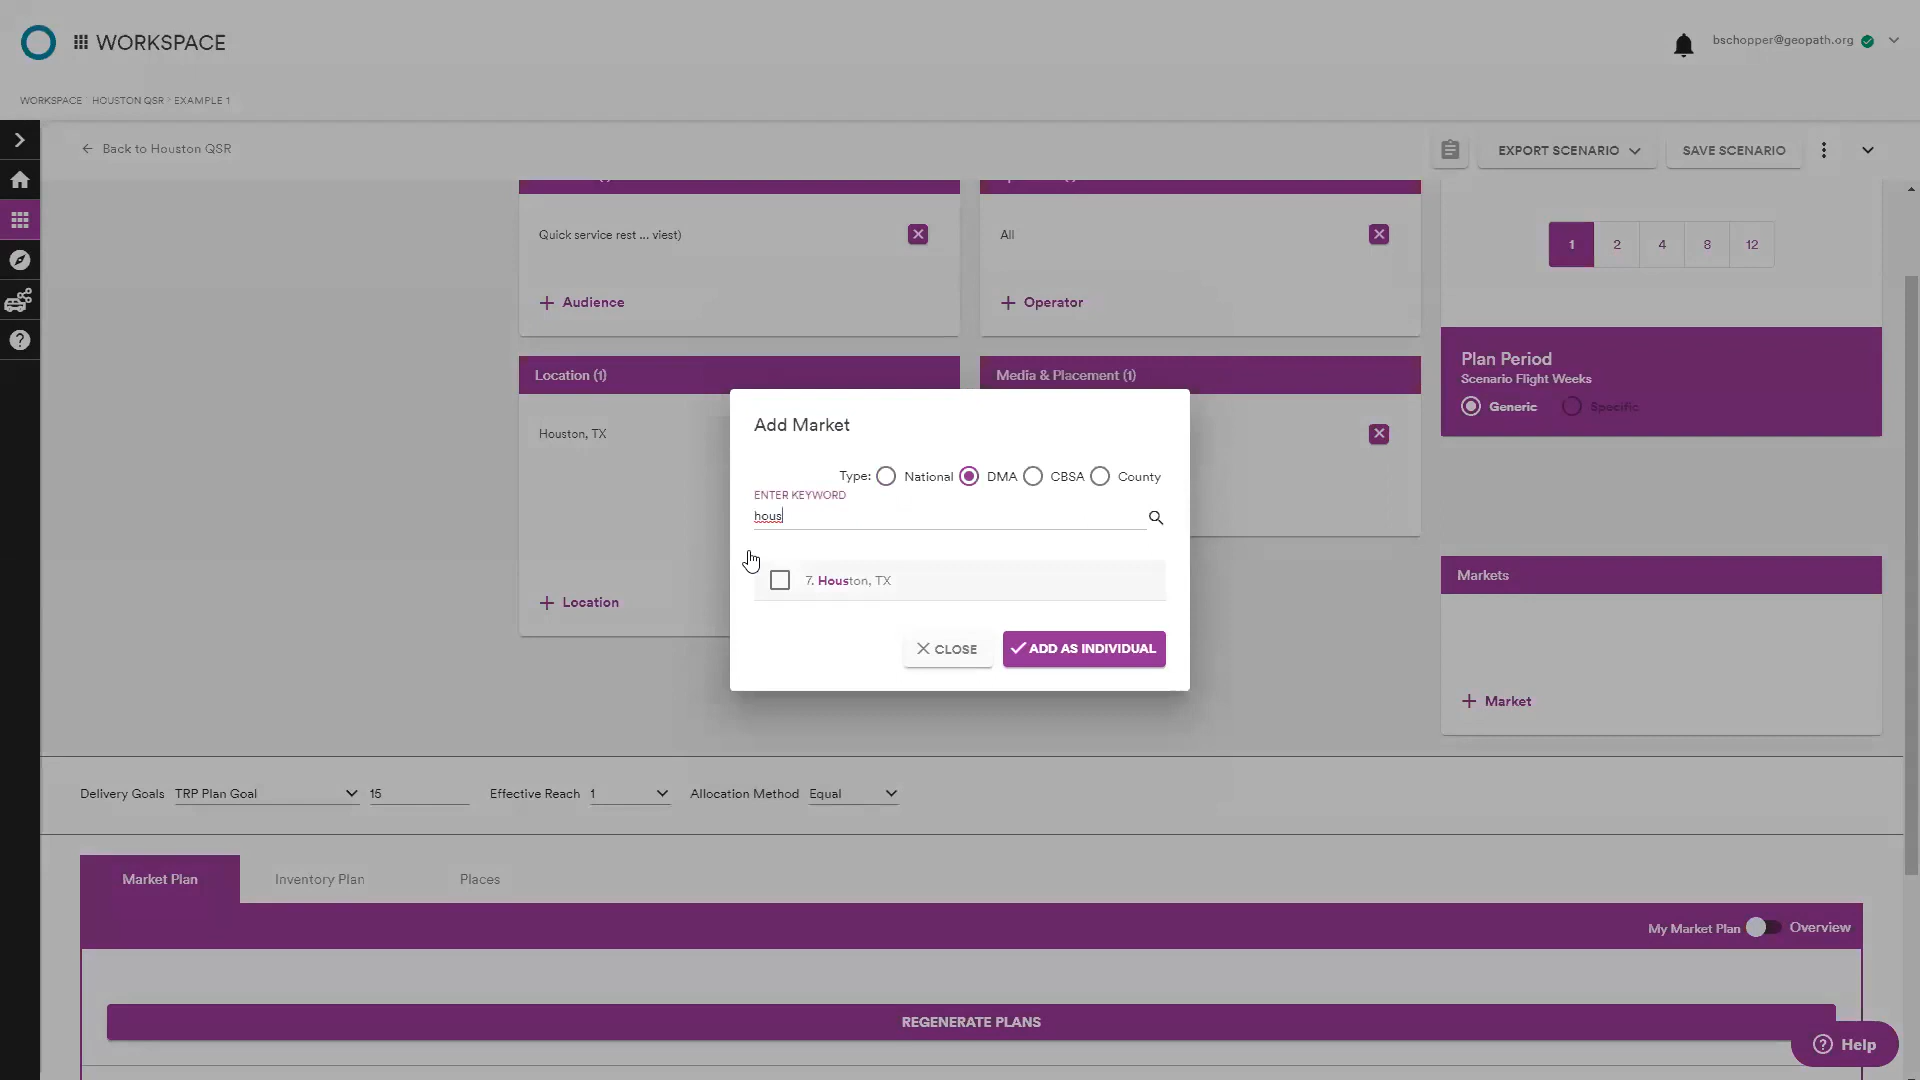 WORKSPACE
bschopper@geopath.org
WORKSPACE HOUSTON QSR EXAMPLE 1
Back to Houston QSR
EXPORT SCENARIO
SAVE SCENARIO
Quick service rest ... viest)
All
1 2 4 8 12
+ Audience
+ Operator
Location (1)
Media & Placement (1)
Plan Period
Scenario Flight Weeks
Generic
Specific
Houston, TX
Add Market
Type: National DMA CBSA County
ENTER KEYWORD
hous
7. Houston, TX
Markets
+ Location
CLOSE
ADD AS INDIVIDUAL
+ Market
Delivery Goals TRP Plan Goal 15 Effective Reach 1 Allocation Method Equal
Market Plan Inventory Plan Places
My Market Plan Overview
REGENERATE PLANS
Help